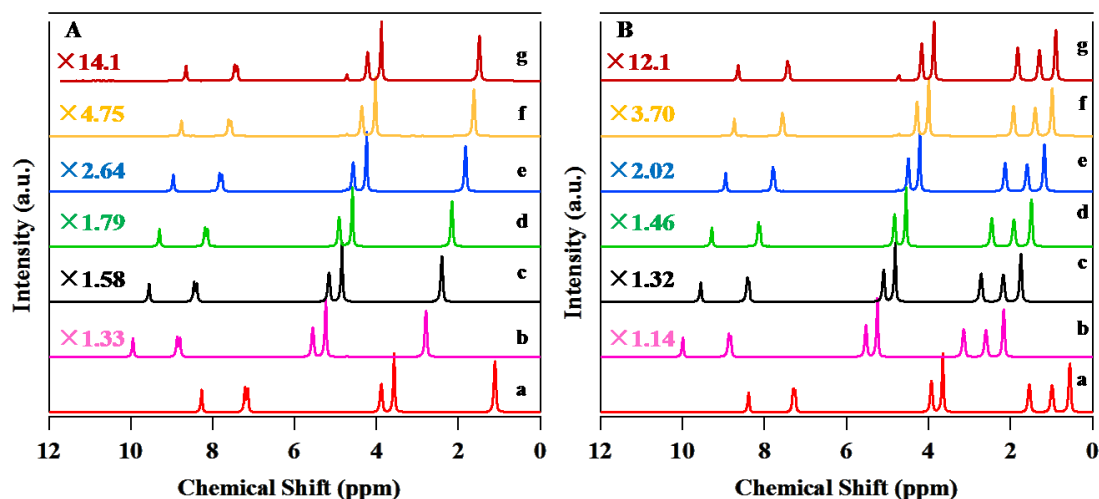 A
×14.1
g
×4.75
f
×2.64
e
×1.79
d
×1.58
c
×1.33
b
a
Intensity (a.u.)
12 10 8 6 4 2 0
Chemical Shift (ppm)
B
×12.1
g
×3.70
f
×2.02
e
×1.46
d
×1.32
c
×1.14
b
a
Intensity (a.u.)
12 10 8 6 4 2 0
Chemical Shift (ppm)